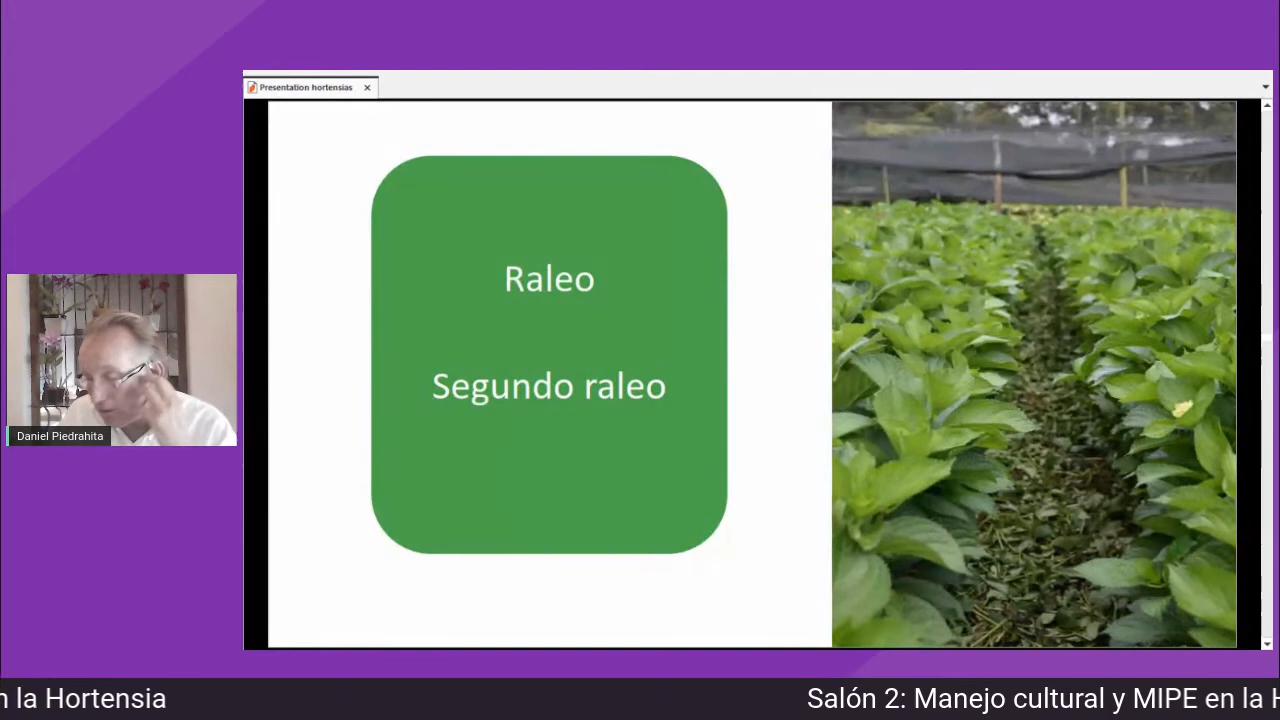 Presentation hortensias
Raleo
Segundo raleo
Daniel Piedrahita
n la Hortensia
Salón 2: Manejo cultural y MIPE en la H